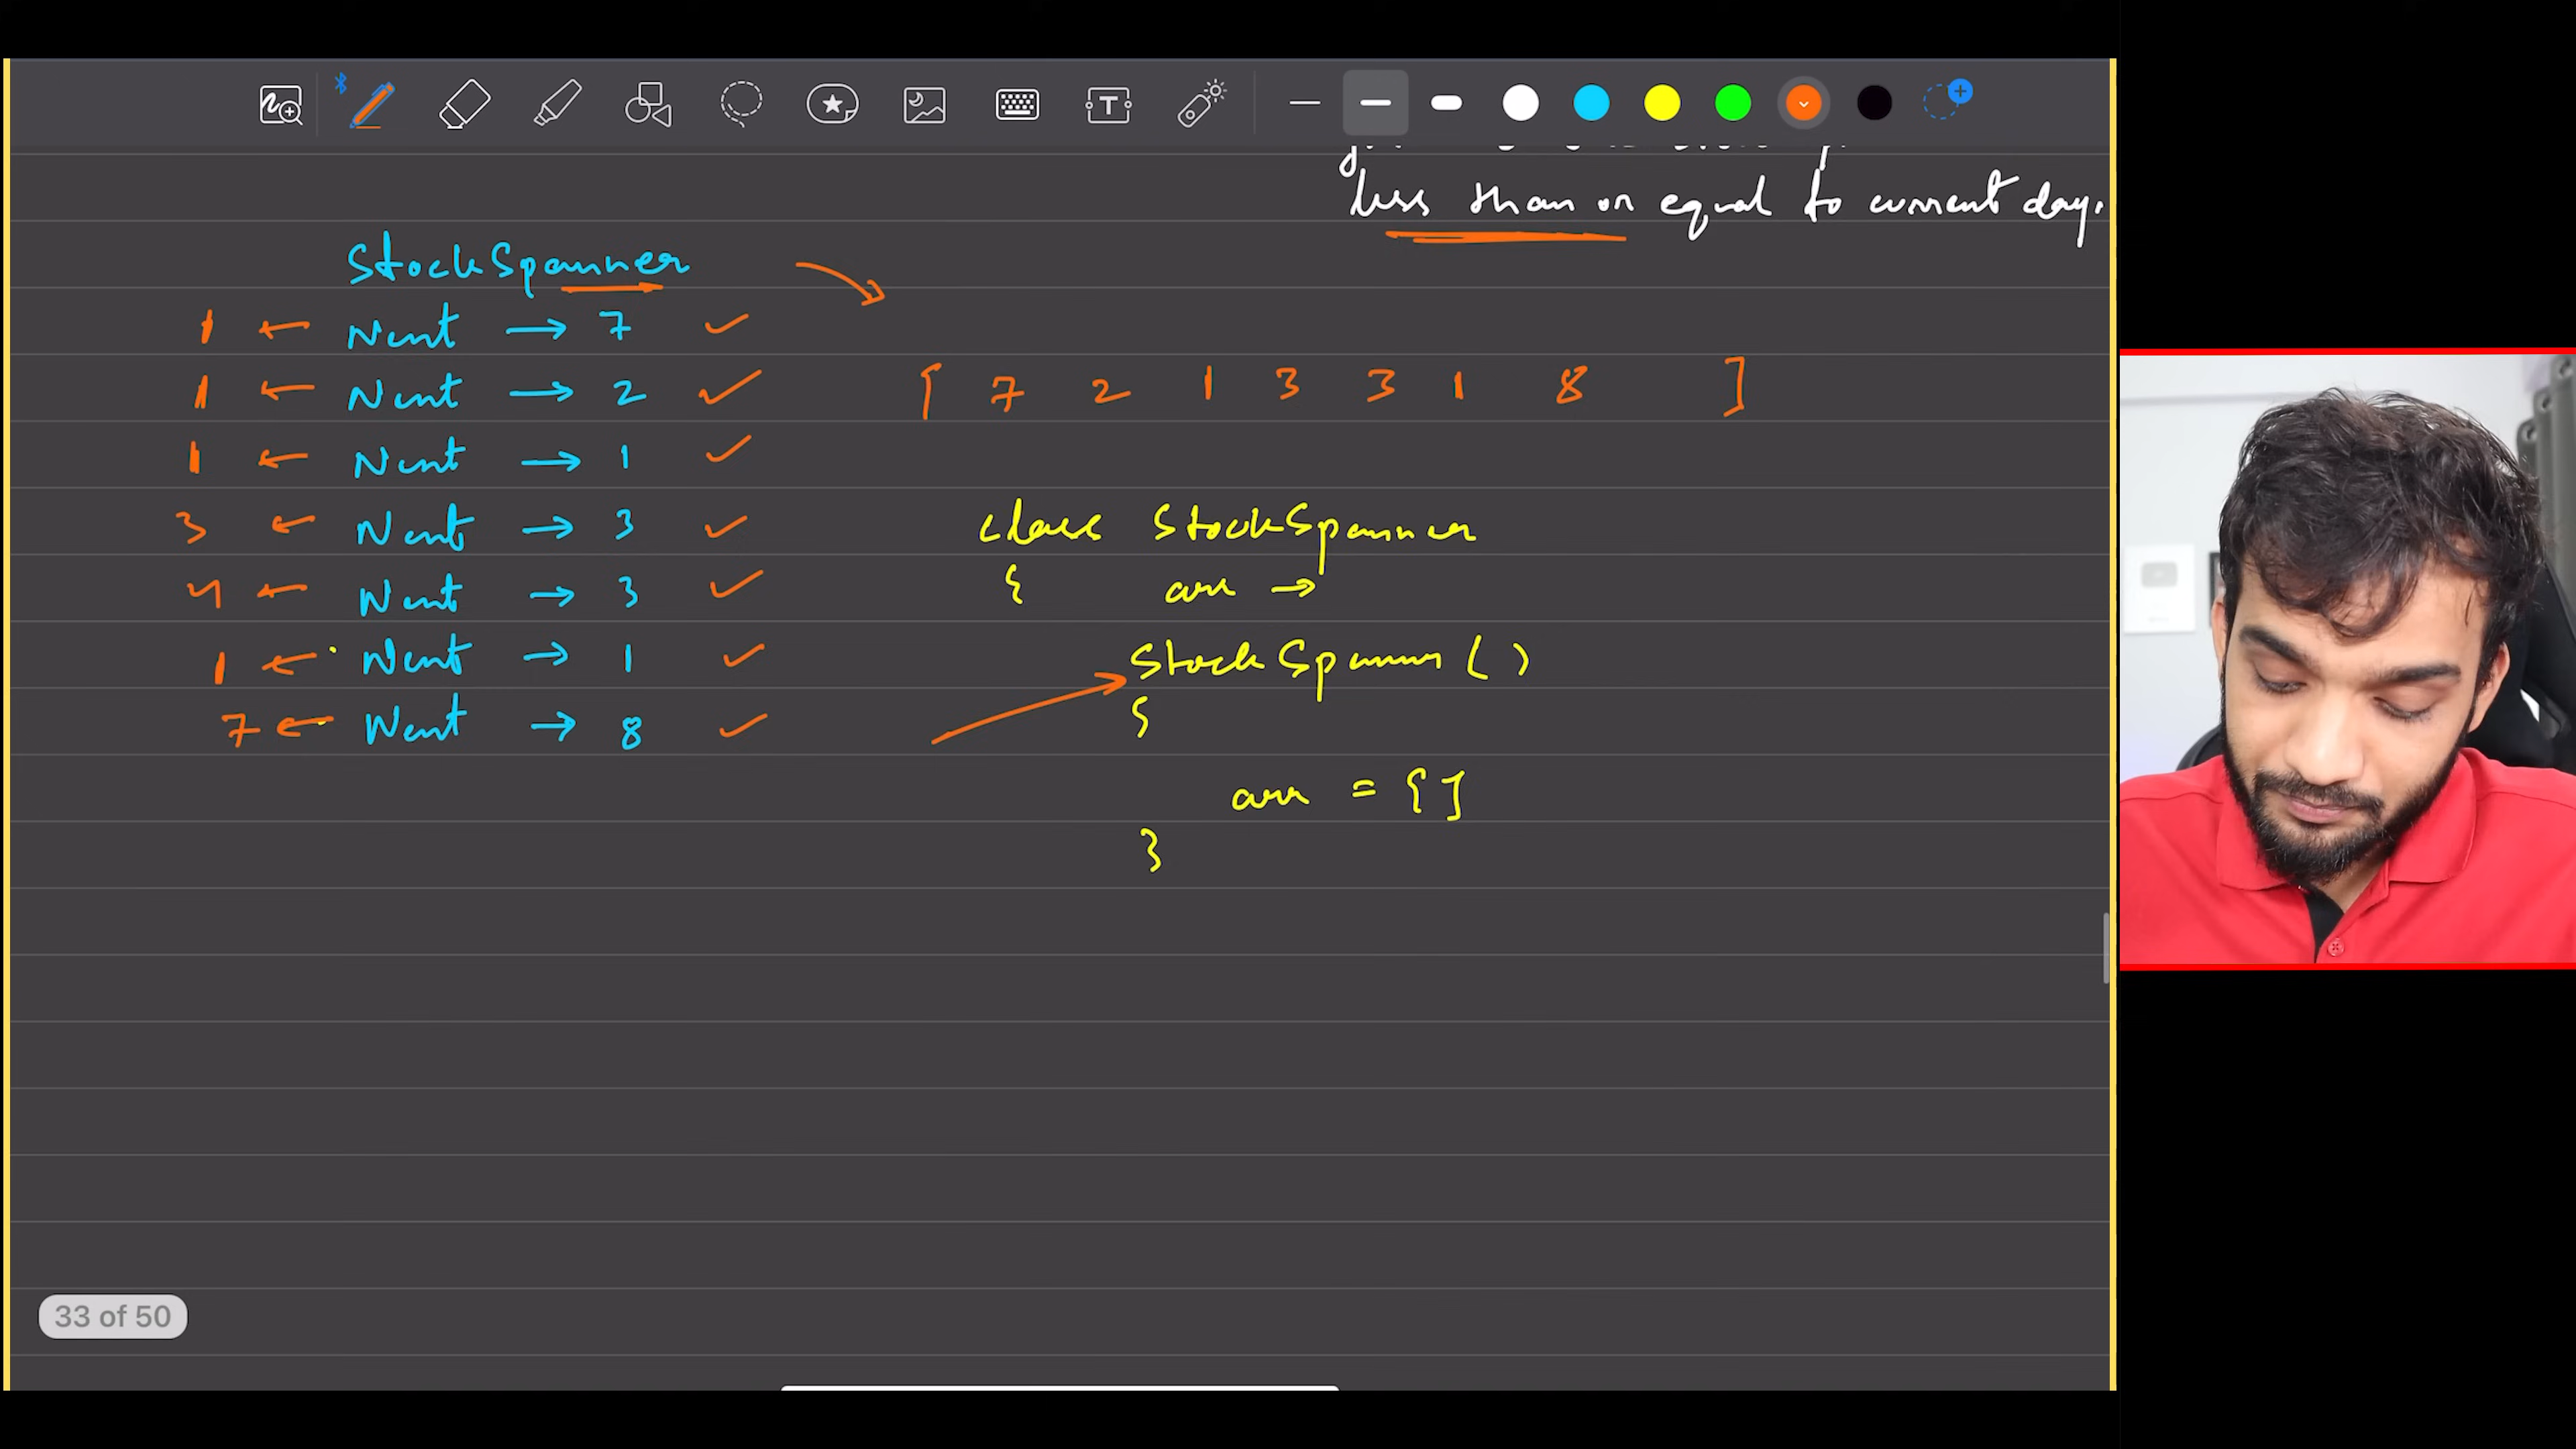 less than or equal to current day.
StockSpanner
1 ← Next → 7 ✓
1 ← Next → 2 ✓
[ 7 2 1 3 3 1 8 ]
1 ← Next → 1 ✓
3 ← Next → 3 ✓
4 ← Next → 3 ✓
1 ← Next → 1 ✓
7 ← Next → 8 ✓
class StockSpanner
{ arr →
StockSpanner ( )
{
arr = [ ]
}
33 of 50